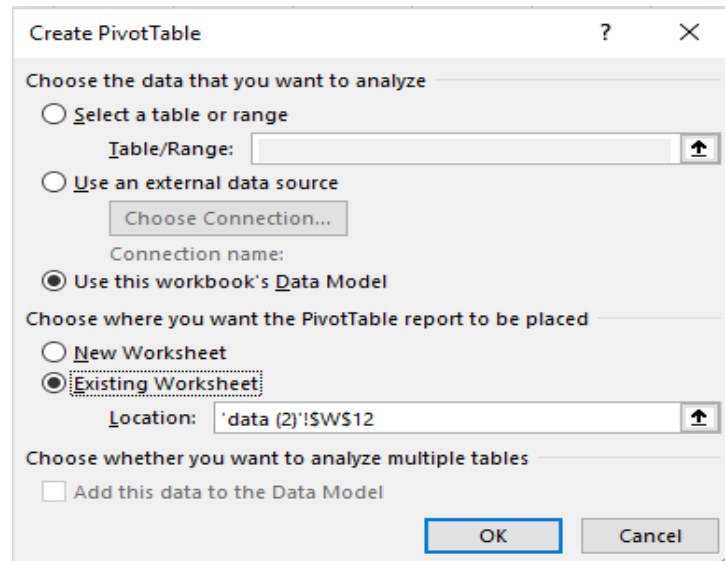 Create PivotTable ?
Choose the data that you want to analyze
Select a table or range
Table/Range:
Use an external data source
Choose Connection...
Connection name:
Use this workbook's Data Model
Choose where you want the PivotTable report to be placed
New Worksheet
Existing Worksheet
Location: 'data (2)'!$W$12
Choose whether you want to analyze multiple tables
Add this data to the Data Model
OK Cancel